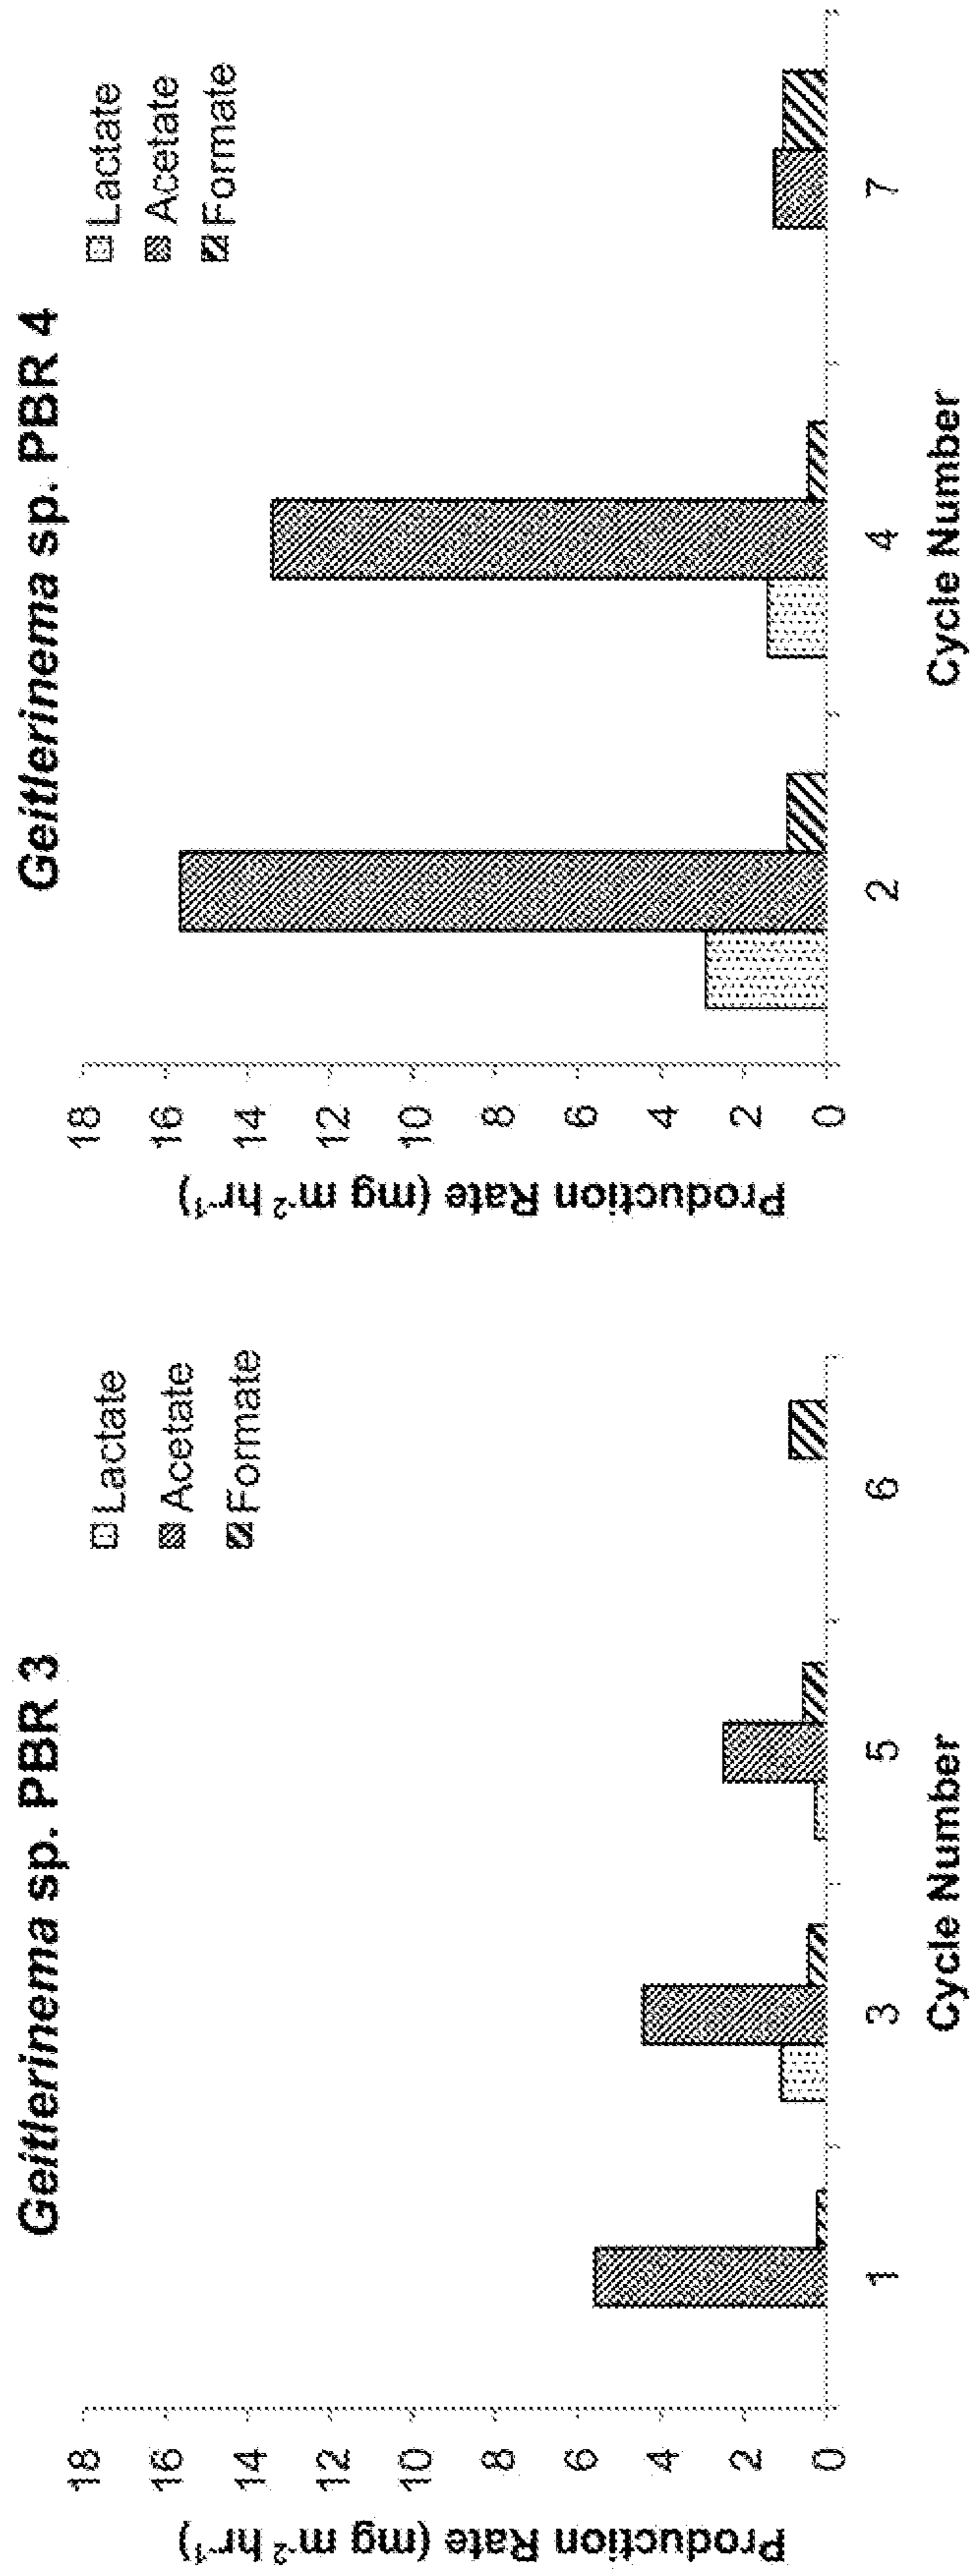 Geitlerinema sp. PBR 3
Production Rate (mg m-2 hr-1)
18
16
14
12
10
8
6
4
2
0
Lactate
Acetate
Formate
1
3
5
6
Cycle Number
Geitlerinema sp. PBR 4
Production Rate (mg m-2 hr-1)
18
16
14
12
10
8
6
4
2
0
Lactate
Acetate
Formate
2
4
7
Cycle Number